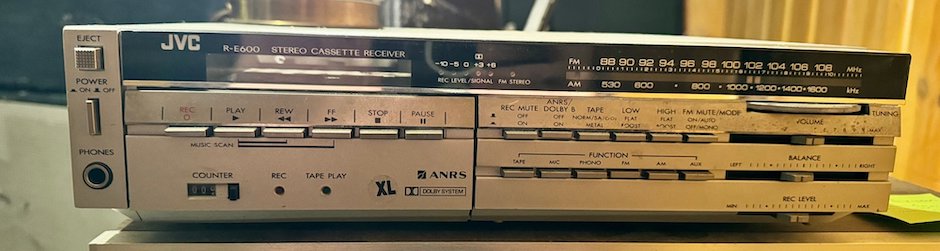 EJECT
JVC R-E600 STEREO CASSETTE RECEIVER
-10 -5 0 +3 +6
REC LEVEL/SIGNAL FM STEREO
FM 88 90 92 94 96 98 100 102 104 106 108 MHz
AM 530 600 800 1000 1200 1400 1600 kHz
POWER
ON OFF
REC PLAY REW FF STOP PAUSE
MUSIC SCAN
REC MUTE ANRS/DOLBY B TAPE LOW HIGH FM MUTE/MODE
OFF OFF FLAT FLAT ON/AUTO
ON ON METAL BOOST BOOST OFF/MONO
TUNING
VOLUME
MAX
PHONES
FUNCTION
TAPE MIC PHONO FM AM AUX
BALANCE
LEFT RIGHT
COUNTER REC TAPE PLAY
XL
ANRS
DOLBY SYSTEM
REC LEVEL
MIN MAX